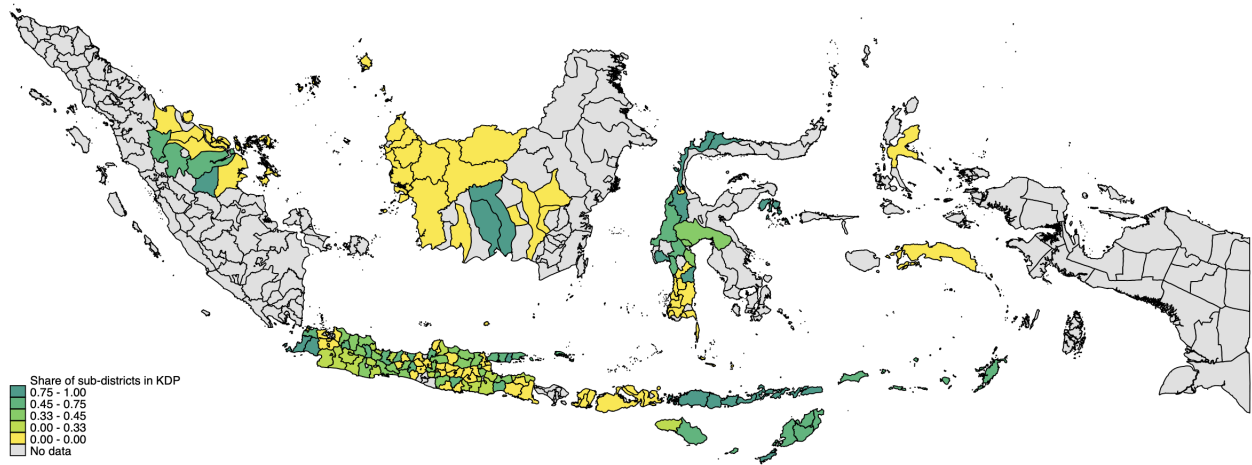 Share of sub-districts in KDP
0.75 - 1.00
0.45 - 0.75
0.33 - 0.45
0.00 - 0.33
0.00 - 0.00
No data